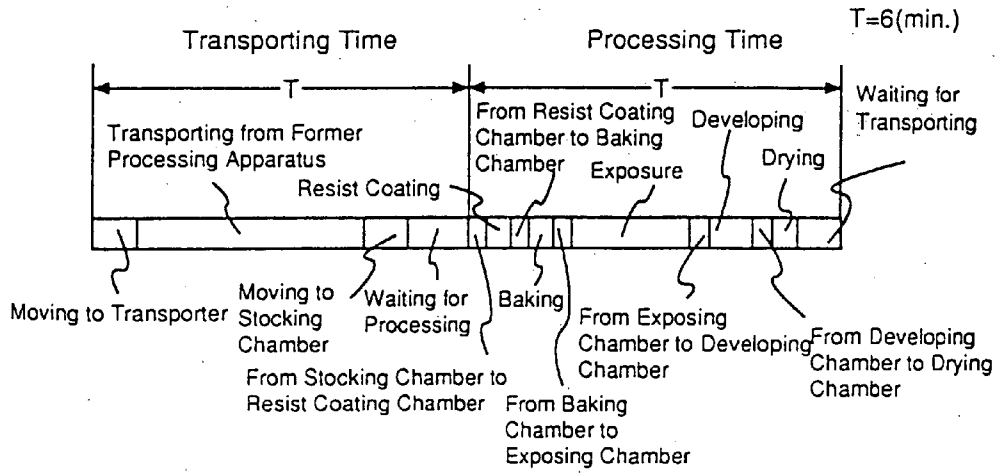 T=6(min.)
Transporting Time
Processing Time
T
T
Transporting from Former
Processing Apparatus
Resist Coating
From Resist Coating
Chamber to Baking
Chamber
Exposure
Developing
Drying
Waiting for
Transporting
Moving to Transporter
Moving to
Stocking
Chamber
Waiting for
Processing
From Stocking Chamber to
Resist Coating Chamber
Baking
From Baking
Chamber to
Exposing Chamber
From Exposing
Chamber to Developing
Chamber
From Developing
Chamber to Drying
Chamber